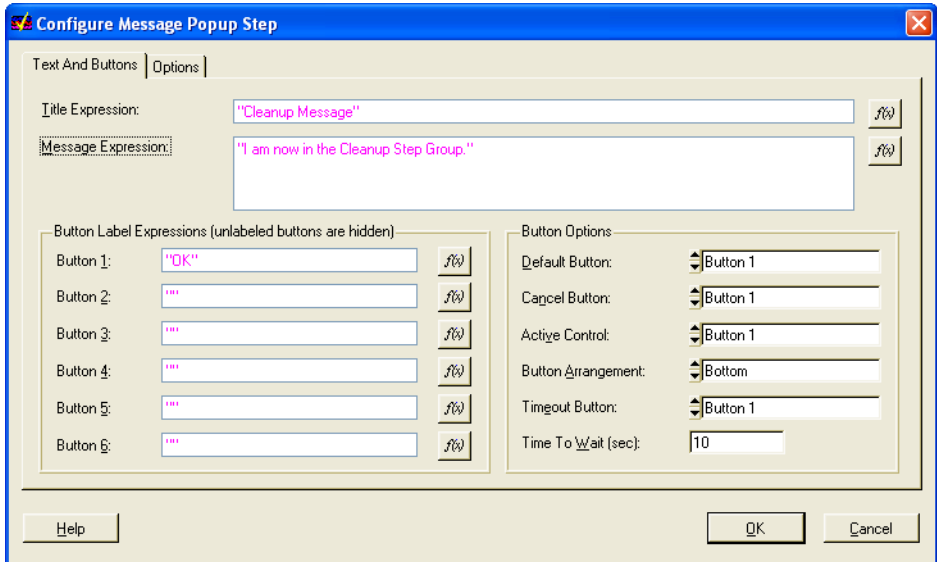 Configure Message Popup Step
Text And Buttons Options
Title Expression: "Cleanup Message" f(x)
Message Expression: "I am now in the Cleanup Step Group." f(x)
Button Label Expressions (unlabeled buttons are hidden) Button Options
Button 1: "OK" f(x) Default Button: Button 1
Button 2: "" f(x) Cancel Button: Button 1
Button 3: "" f(x) Active Control: Button 1
Button 4: "" f(x) Button Arrangement: Bottom
Button 5: "" f(x) Timeout Button: Button 1
Button 6: "" f(x) Time To Wait (sec): 10
Help OK Cancel